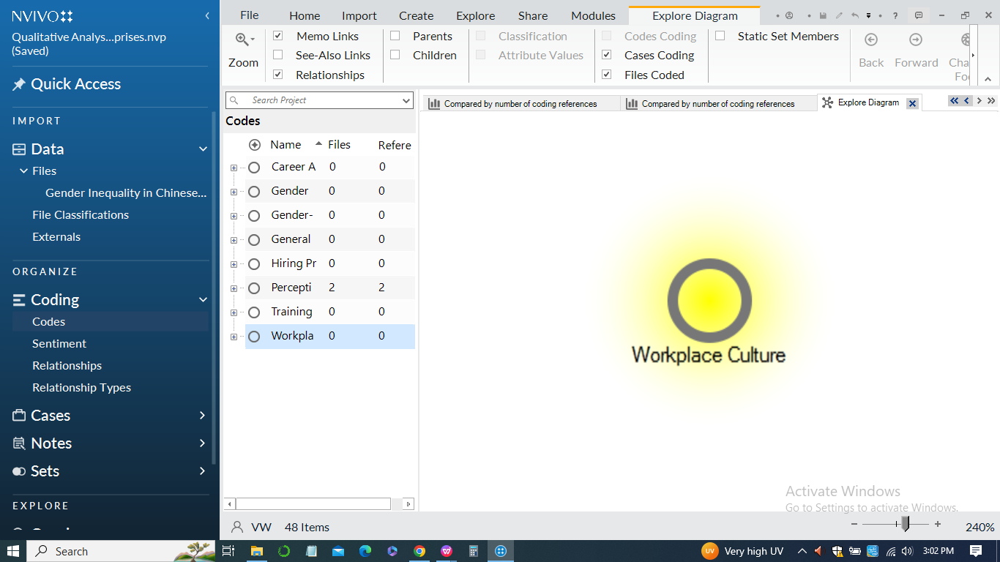 NVIVO
Qualitative Analys...prises.nvp
(Saved)
Quick Access
IMPORT
Data
Files
Gender Inequality in Chinese...
File Classifications
Externals
ORGANIZE
Coding
Codes
Sentiment
Relationships
Relationship Types
Cases
Notes
Sets
EXPLORE
File Home Import Create Explore Share Modules Explore Diagram
Zoom
Memo Links
See-Also Links
Relationships
Parents
Children
Classification
Attribute Values
Codes Coding
Cases Coding
Files Coded
Static Set Members
Back Forward Cha
Fo
Search Project
Codes
Name Files Refere
Career A 0 0
Gender 0 0
Gender- 0 0
General 0 0
Hiring Pr 0 0
Percepti 2 2
Training 0 0
Workpla 0 0
Compared by number of coding references
Compared by number of coding references
Explore Diagram
Workplace Culture
Activate Windows
Go to Settings to activate Windows.
VW 48 Items
240%
Search
UV Very high UV
3:02 PM